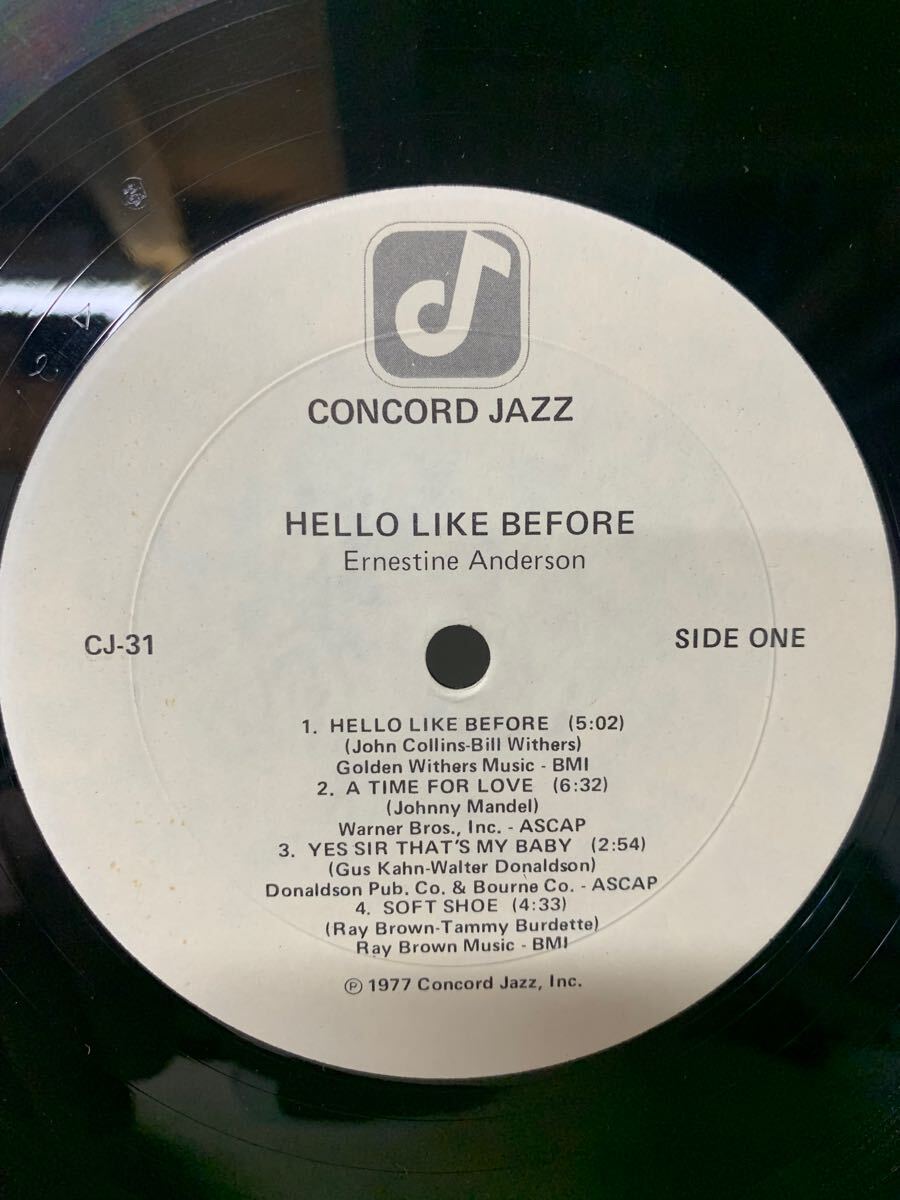 CONCORD JAZZ
HELLO LIKE BEFORE
Ernestine Anderson
CJ-31
SIDE ONE
1. HELLO LIKE BEFORE (5:02)
(John Collins-Bill Withers)
Golden Withers Music - BMI
2. A TIME FOR LOVE (6:32)
(Johnny Mandel)
Warner Bros., Inc. - ASCAP
3. YES SIR THAT'S MY BABY (2:54)
(Gus Kahn-Walter Donaldson)
Donaldson Pub. Co. & Bourne Co. - ASCAP
4. SOFT SHOE (4:33)
(Ray Brown-Tammy Burdette)
Ray Brown Music - BMI
℗ 1977 Concord Jazz, Inc.